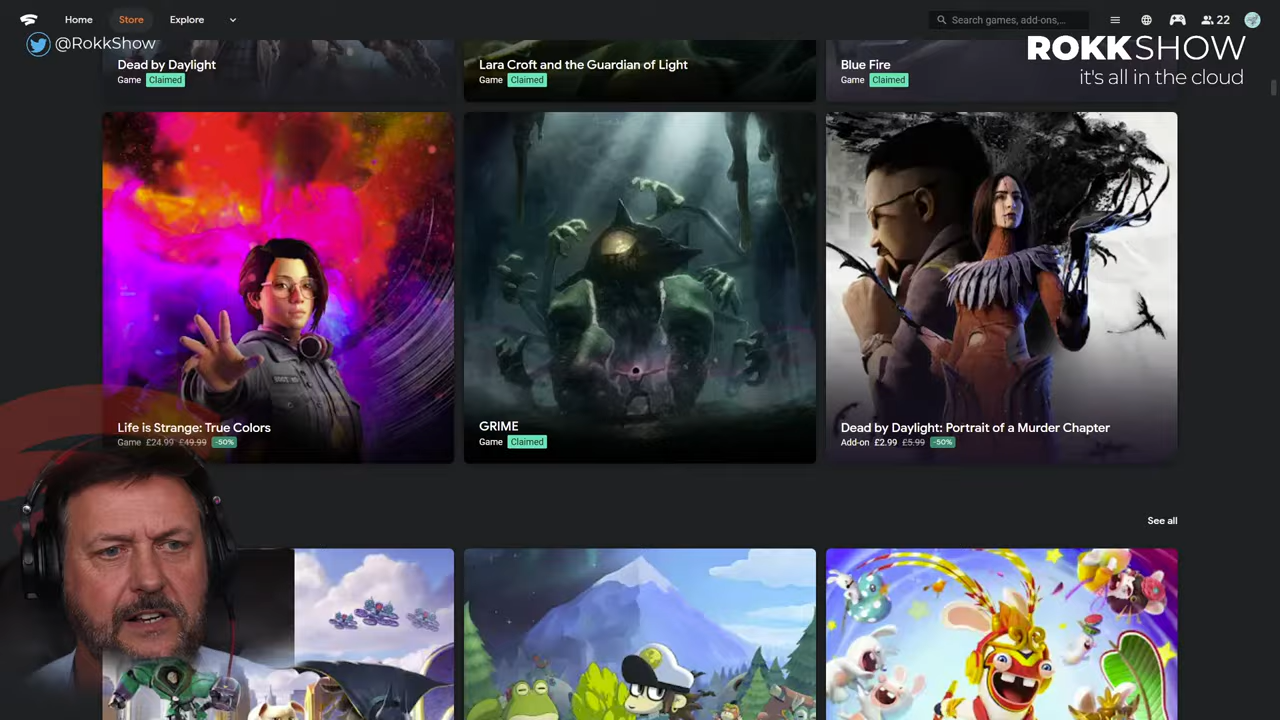 Home
Store
Explore
Search games, add-ons,...
22
@RokkShow
ROKKSHOW
it's all in the cloud
Dead by Daylight
Game Claimed
Lara Croft and the Guardian of Light
Game Claimed
Blue Fire
Game Claimed
Life is Strange: True Colors
Game £24.99 £49.99 -50%
GRIME
Game Claimed
Dead by Daylight: Portrait of a Murder Chapter
Add-on £2.99 £5.99 -50%
See all